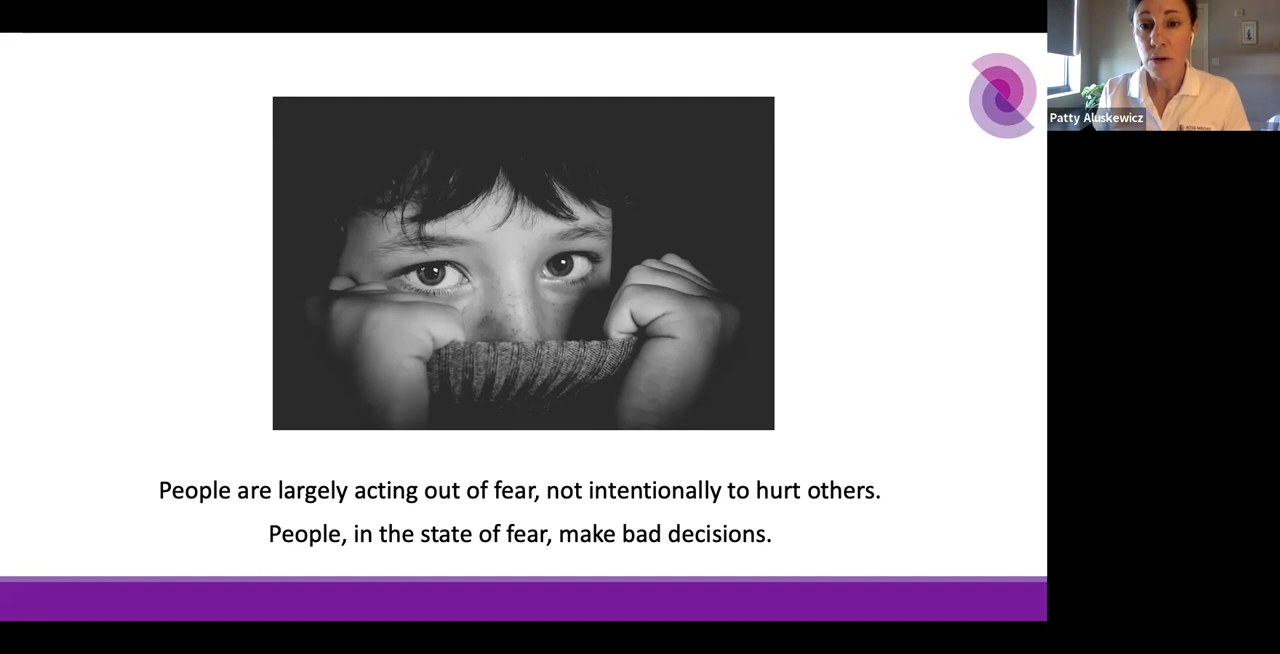 Patty Aluskewicz
People are largely acting out of fear, not intentionally to hurt others.
People, in the state of fear, make bad decisions.